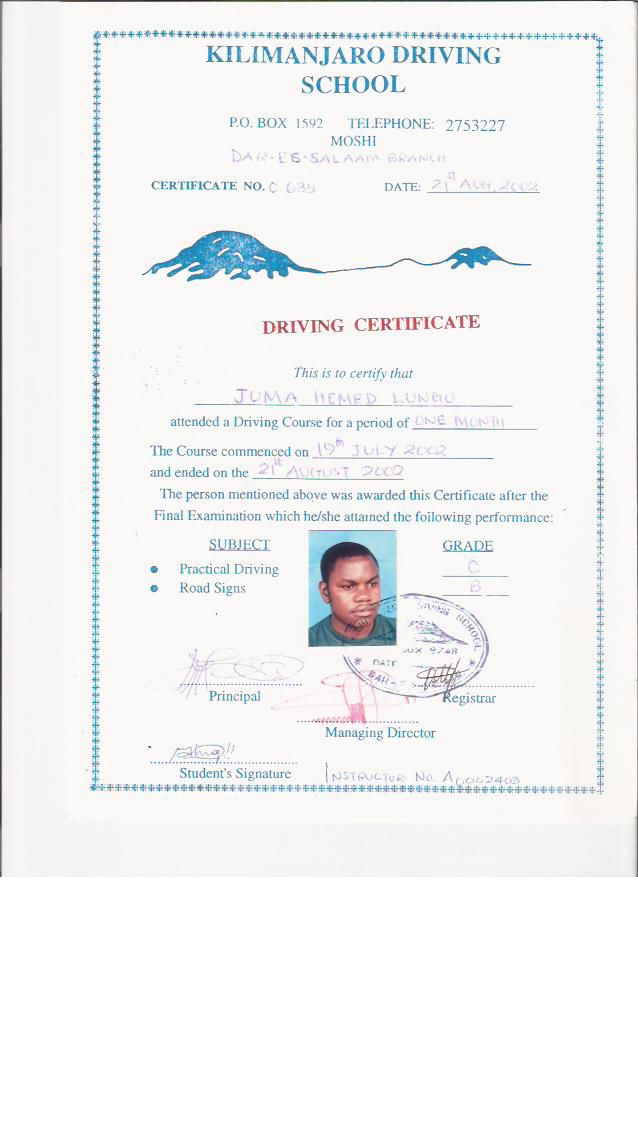 KILIMANJARO DRIVING
SCHOOL
P.O. BOX 1592 TELEPHONE: 2753227
MOSHI
DAR-ES-SALAAM BRANCH
CERTIFICATE NO. C 635 DATE: 21st AUG, 2002
DRIVING CERTIFICATE
This is to certify that
JUMA HEMED LUNGO
attended a Driving Course for a period of ONE MONTH
The Course commenced on 19th JULY 2002
and ended on the 21st AUGUST 2002
The person mentioned above was awarded this Certificate after the
Final Examination which he/she attained the following performance:
SUBJECT GRADE
Practical Driving C
Road Signs B
DRIVING SCHOOL
DATE
Principal Registrar
Managing Director
Student's Signature INSTRUCTOR NO. A0062403